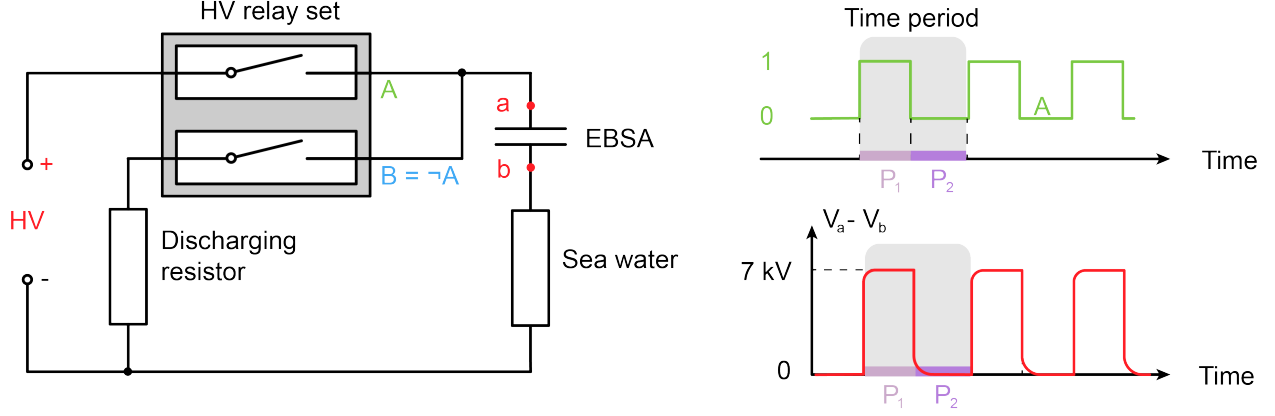 HV relay set
A
B = ¬A
a
b
EBSA
+
HV
-
Discharging
resistor
Sea water
Time period
1
0
A
P₁
P₂
Time
Vₐ- V_b
7 kV
0
P₁
P₂
Time